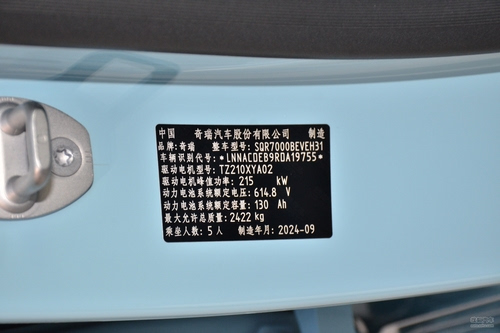 中国 奇瑞汽车股份有限公司 制造
品牌:奇瑞 整车型号:SQR7000BEVEH31
车辆识别代号:*LNNACDEB9RDA19755*
驱动电机型号:TZ210XYA02
驱动电机峰值功率:215 kW
动力电池系统额定电压:614.8 V
动力电池系统额定容量:130 Ah
最大允许总质量:2422 kg
乘坐人数:5 人 制造年月:2024-09